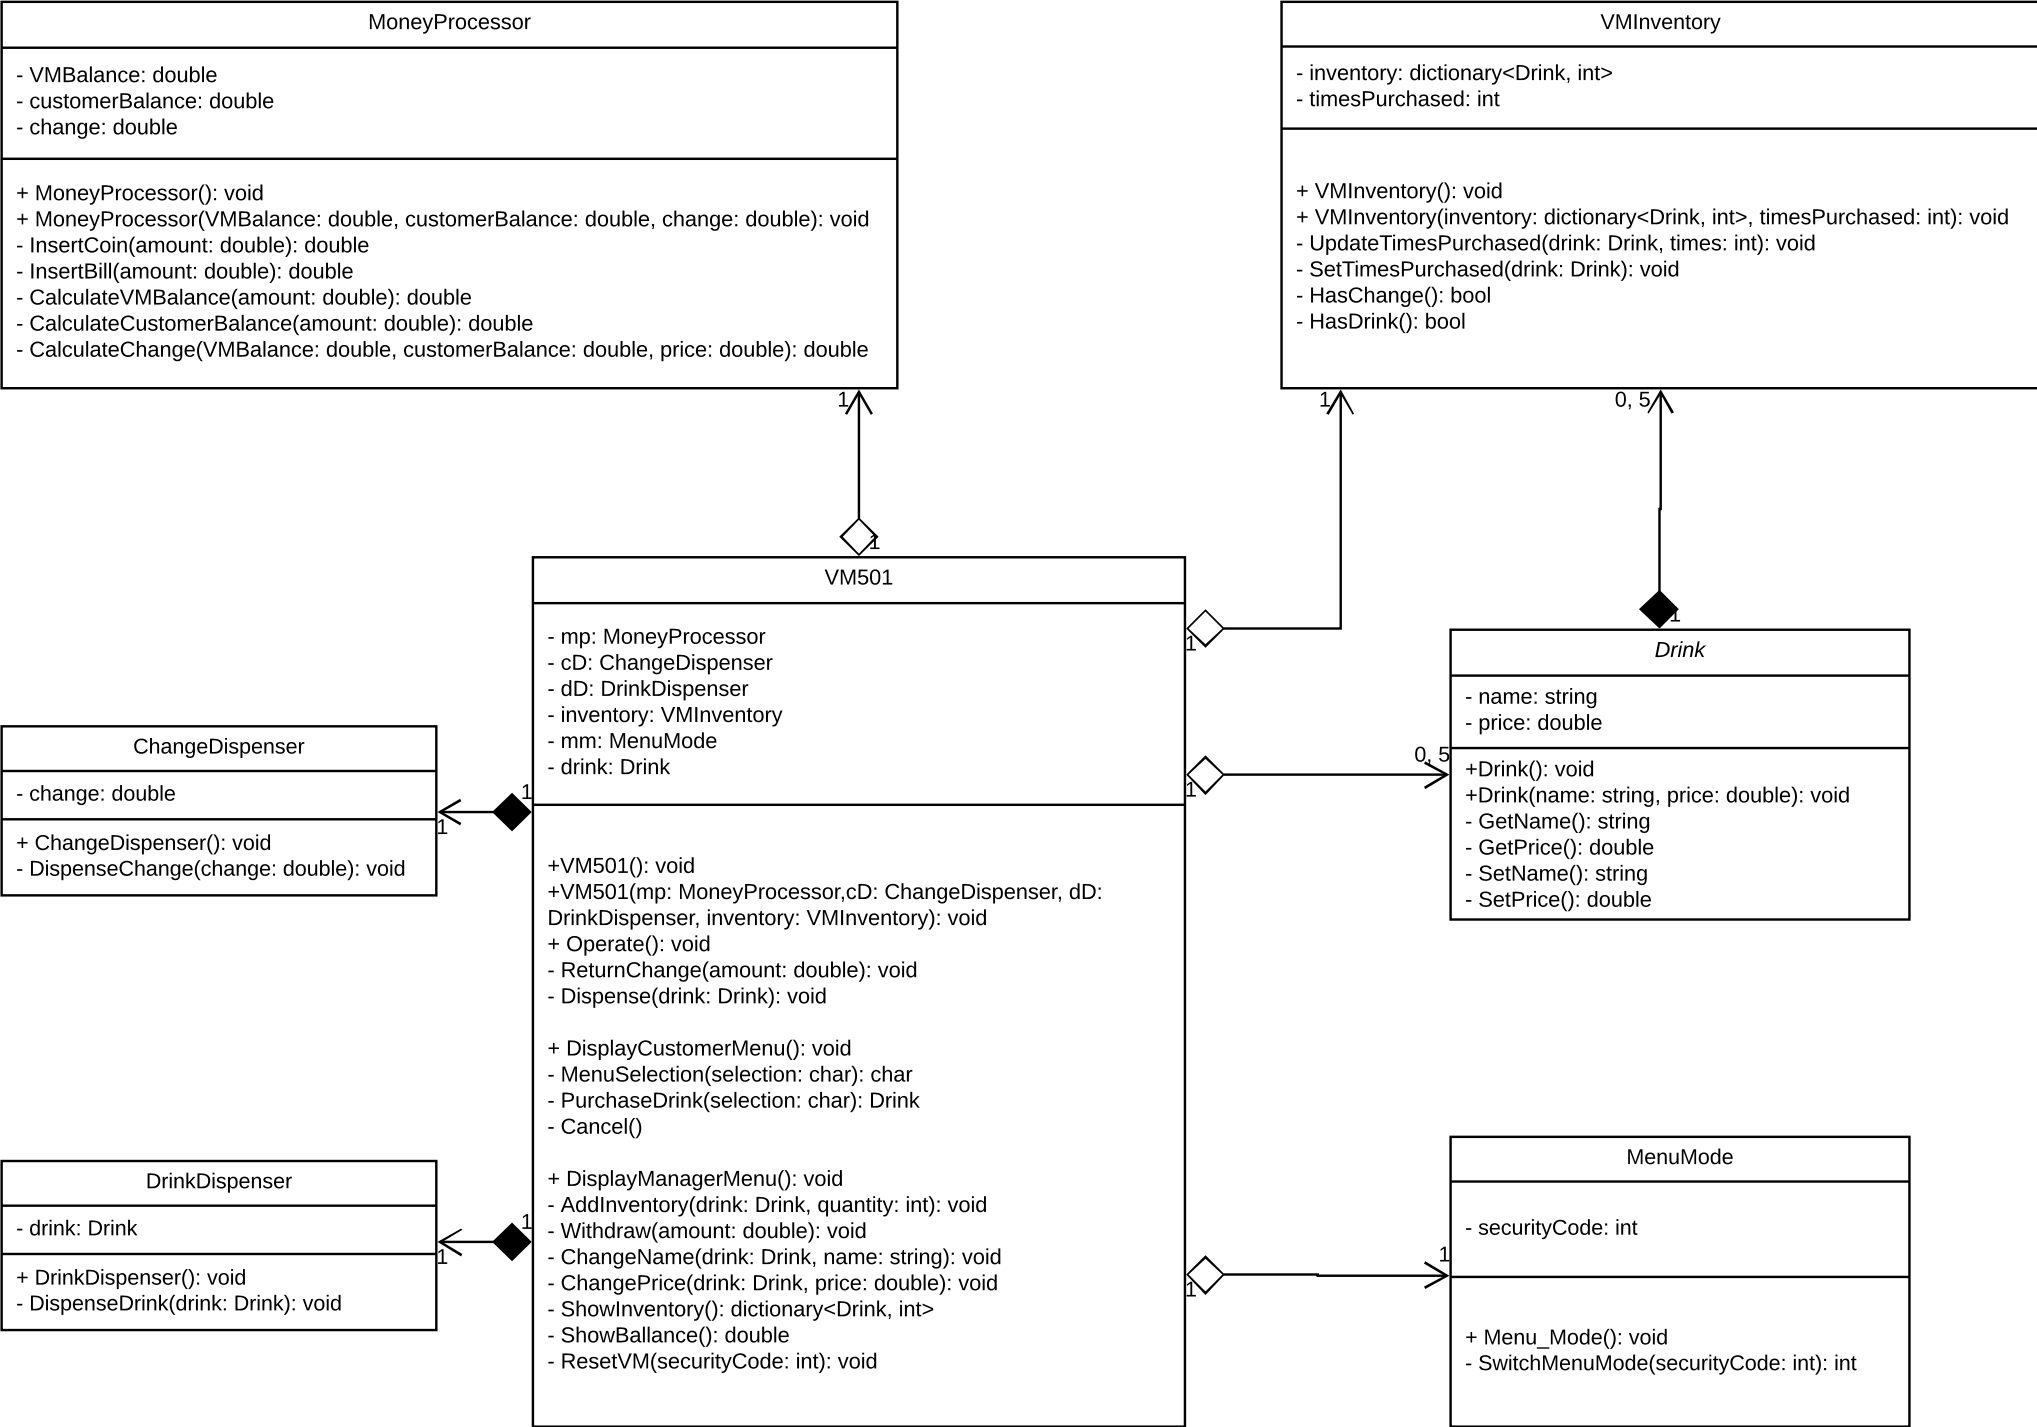 MoneyProcessor
- VMBalance: double
- customerBalance: double
- change: double
+ MoneyProcessor(): void
+ MoneyProcessor(VMBalance: double, customerBalance: double, change: double): void
- InsertCoin(amount: double): double
- InsertBill(amount: double): double
- CalculateVMBalance(amount: double): double
- CalculateCustomerBalance(amount: double): double
- CalculateChange(VMBalance: double, customerBalance: double, price: double): double
1
1
VMInventory
- inventory: dictionary<Drink, int>
- timesPurchased: int
+ VMInventory(): void
+ VMInventory(inventory: dictionary<Drink, int>, timesPurchased: int): void
- UpdateTimesPurchased(drink: Drink, times: int): void
- SetTimesPurchased(drink: Drink): void
- HasChange(): bool
- HasDrink(): bool
1
0, 5
1
1
VM501
- mp: MoneyProcessor
- cD: ChangeDispenser
- dD: DrinkDispenser
- inventory: VMInventory
- mm: MenuMode
- drink: Drink
+VM501(): void
+VM501(mp: MoneyProcessor,cD: ChangeDispenser, dD:
DrinkDispenser, inventory: VMInventory): void
+ Operate(): void
- ReturnChange(amount: double): void
- Dispense(drink: Drink): void
+ DisplayCustomerMenu(): void
- MenuSelection(selection: char): char
- PurchaseDrink(selection: char): Drink
- Cancel()
+ DisplayManagerMenu(): void
- AddInventory(drink: Drink, quantity: int): void
- Withdraw(amount: double): void
- ChangeName(drink: Drink, name: string): void
- ChangePrice(drink: Drink, price: double): void
- ShowInventory(): dictionary<Drink, int>
- ShowBallance(): double
- ResetVM(securityCode: int): void
Drink
- name: string
- price: double
+Drink(): void
+Drink(name: string, price: double): void
- GetName(): string
- GetPrice(): double
- SetName(): string
- SetPrice(): double
0, 5
1
ChangeDispenser
- change: double
+ ChangeDispenser(): void
- DispenseChange(change: double): void
1
1
DrinkDispenser
- drink: Drink
+ DrinkDispenser(): void
- DispenseDrink(drink: Drink): void
1
1
MenuMode
- securityCode: int
+ Menu_Mode(): void
- SwitchMenuMode(securityCode: int): int
1
1